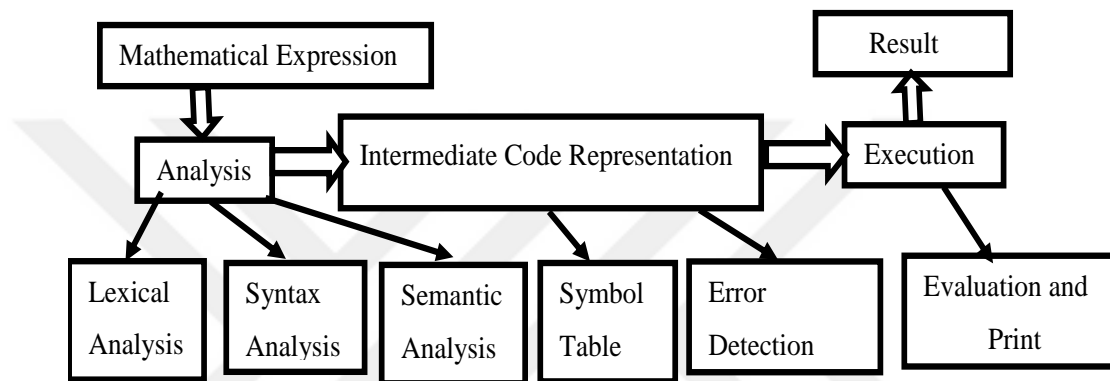 Mathematical Expression
Result
Analysis
Intermediate Code Representation
Execution
Lexical
Analysis
Syntax
Analysis
Semantic
Analysis
Symbol
Table
Error
Detection
Evaluation and
Print